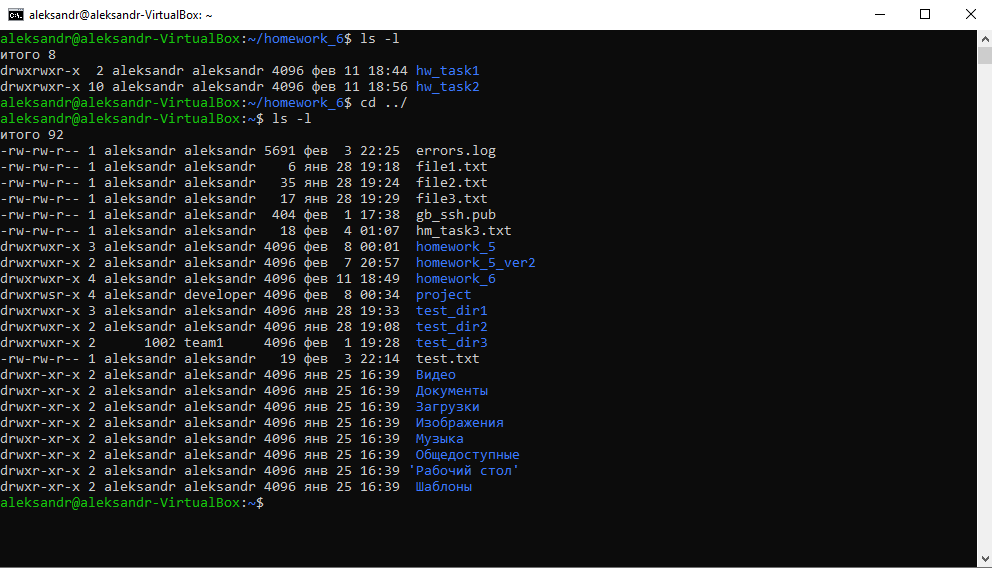 aleksandr@aleksandr-VirtualBox: ~
aleksandr@aleksandr-VirtualBox:~/homework_6$ ls -l
итого 8
drwxrwxr-x  2 aleksandr aleksandr 4096 фев 11 18:44 hw_task1
drwxrwxr-x 10 aleksandr aleksandr 4096 фев 11 18:56 hw_task2
aleksandr@aleksandr-VirtualBox:~/homework_6$ cd ../
aleksandr@aleksandr-VirtualBox:~$ ls -l
итого 92
-rw-rw-r-- 1 aleksandr aleksandr 5691 фев  3 22:25  errors.log
-rw-rw-r-- 1 aleksandr aleksandr    6 янв 28 19:18  file1.txt
-rw-rw-r-- 1 aleksandr aleksandr   35 янв 28 19:24  file2.txt
-rw-rw-r-- 1 aleksandr aleksandr   17 янв 28 19:29  file3.txt
-rw-rw-r-- 1 aleksandr aleksandr  404 фев  1 17:38  gb_ssh.pub
-rw-rw-r-- 1 aleksandr aleksandr   18 фев  4 01:07  hm_task3.txt
drwxrwxr-x 3 aleksandr aleksandr 4096 фев  8 00:01  homework_5
drwxrwxr-x 2 aleksandr aleksandr 4096 фев  7 20:57  homework_5_ver2
drwxrwxr-x 4 aleksandr aleksandr 4096 фев 11 18:49  homework_6
drwxrwsr-x 4 aleksandr developer 4096 фев  8 00:34  project
drwxrwxr-x 3 aleksandr aleksandr 4096 янв 28 19:33  test_dir1
drwxrwxr-x 2 aleksandr aleksandr 4096 янв 28 19:08  test_dir2
drwxrwxr-x 2      1002 team1     4096 фев  1 19:28  test_dir3
-rw-rw-r-- 1 aleksandr aleksandr   19 фев  3 22:14  test.txt
drwxr-xr-x 2 aleksandr aleksandr 4096 янв 25 16:39  Видео
drwxr-xr-x 2 aleksandr aleksandr 4096 янв 25 16:39  Документы
drwxr-xr-x 2 aleksandr aleksandr 4096 янв 25 16:39  Загрузки
drwxr-xr-x 2 aleksandr aleksandr 4096 янв 25 16:39  Изображения
drwxr-xr-x 2 aleksandr aleksandr 4096 янв 25 16:39  Музыка
drwxr-xr-x 2 aleksandr aleksandr 4096 янв 25 16:39  Общедоступные
drwxr-xr-x 2 aleksandr aleksandr 4096 янв 25 16:39 'Рабочий стол'
drwxr-xr-x 2 aleksandr aleksandr 4096 янв 25 16:39  Шаблоны
aleksandr@aleksandr-VirtualBox:~$